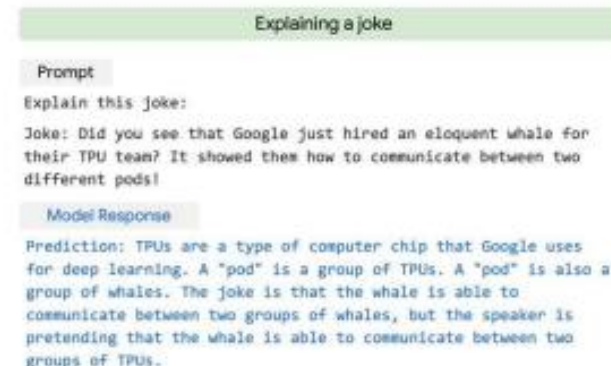 Explaining a joke
Prompt
Explain this joke:
Joke: Did you see that Google just hired an eloquent whale for
their TPU team? It showed them how to communicate between two
different pods!
Model Response
Prediction: TPUs are a type of computer chip that Google uses
for deep learning. A "pod" is a group of TPUs. A "pod" is also a
group of whales. The joke is that the whale is able to
communicate between two groups of whales, but the speaker is
pretending that the whale is able to communicate between two
groups of TPUs.